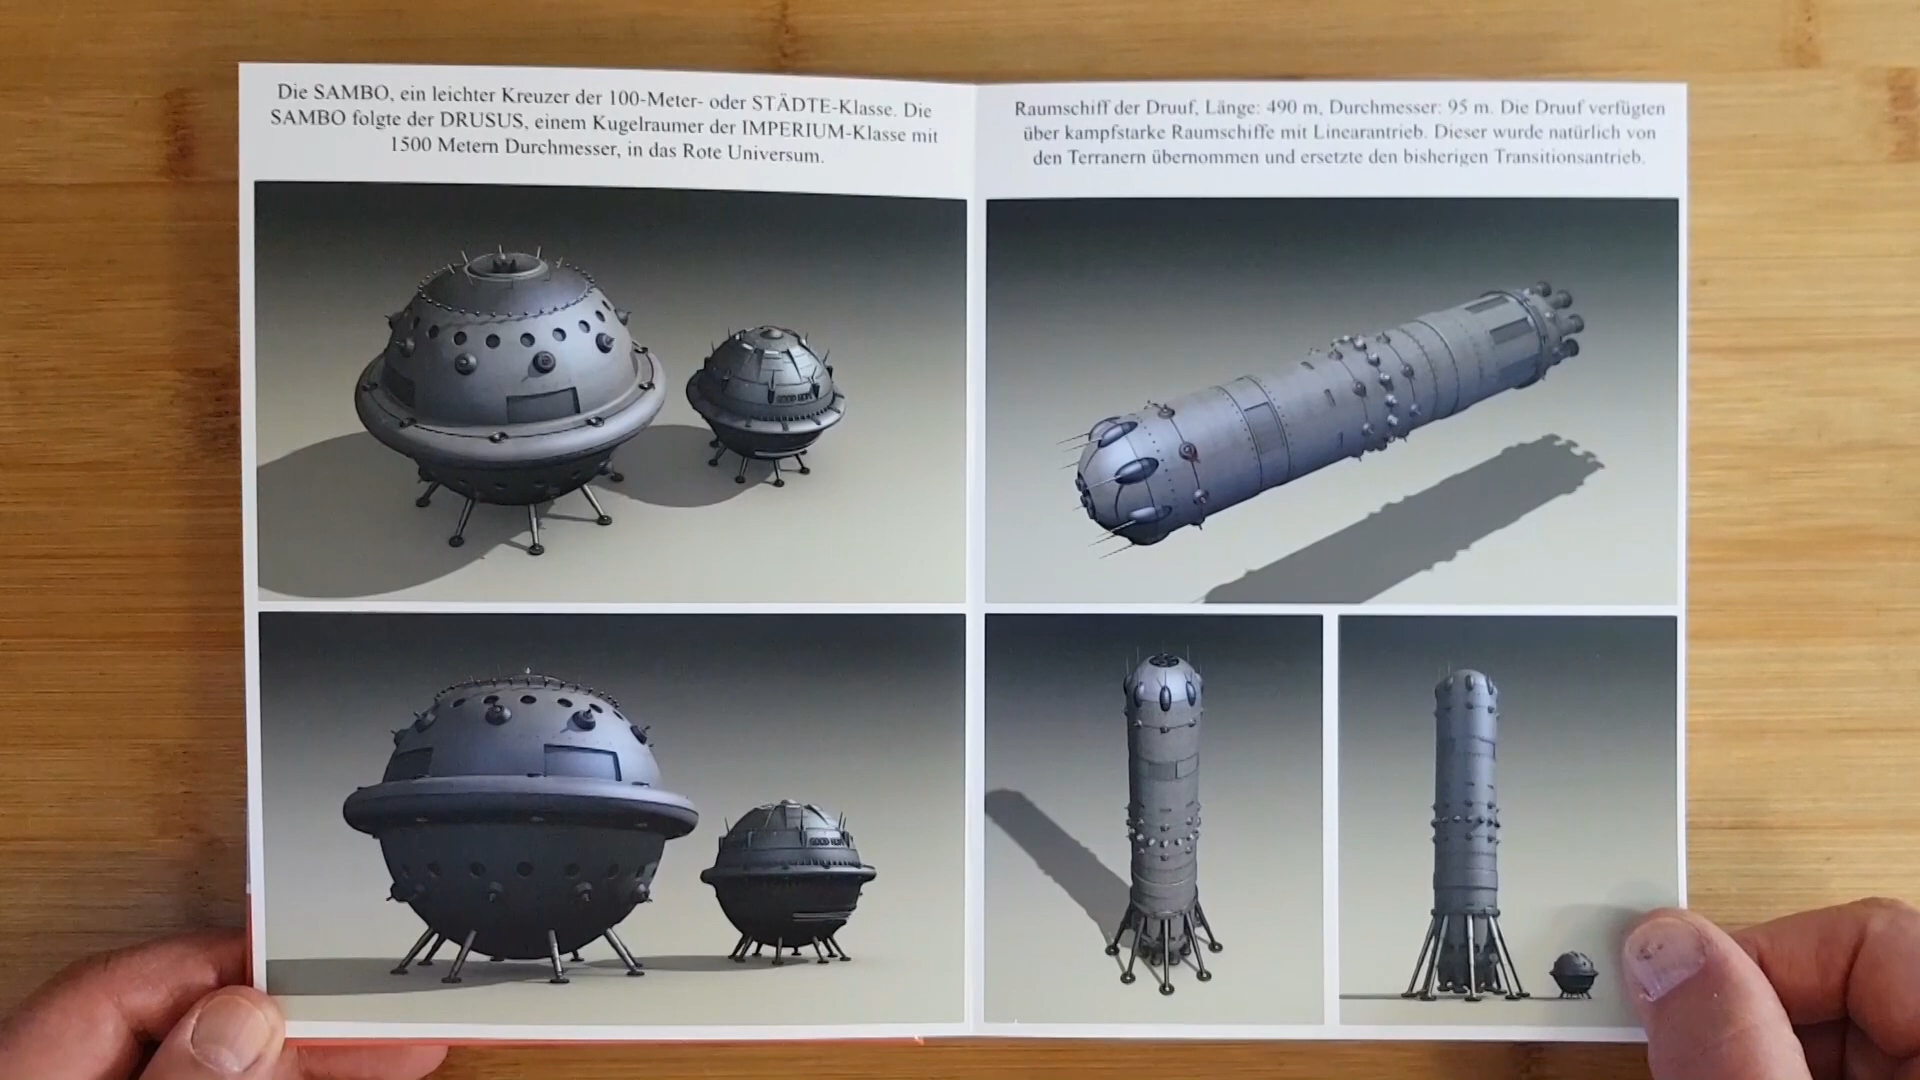 Die SAMBO, ein leichter Kreuzer der 100-Meter- oder STÄDTE-Klasse. Die
SAMBO folgte der DRUSUS, einem Kugelraumer der IMPERIUM-Klasse mit
1500 Metern Durchmesser, in das Rote Universum.
Raumschiff der Druuf, Länge: 490 m, Durchmesser: 95 m. Die Druuf verfügten
über kampfstarke Raumschiffe mit Linearantrieb. Dieser wurde natürlich von
den Terranern übernommen und ersetzte den bisherigen Transitionsantrieb.